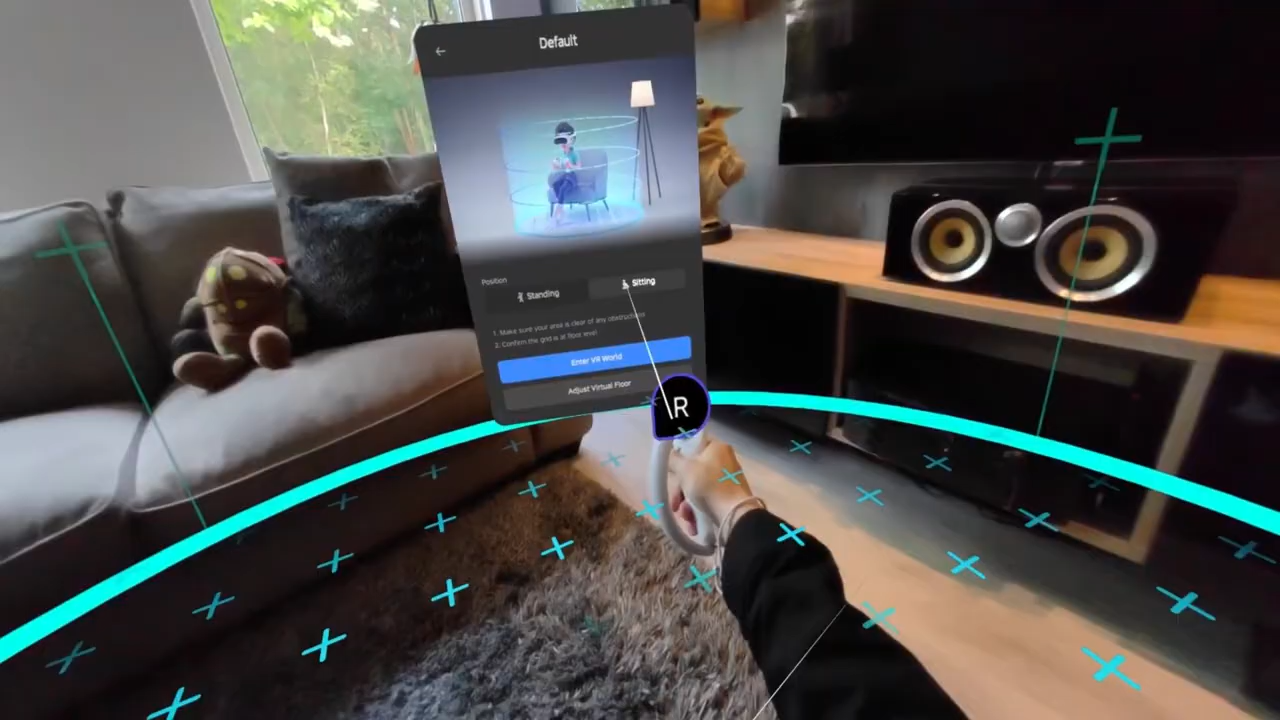 Default
Position
Standing
Sitting
1. Make sure your area is clear of any obstructions
2. Confirm the grid is at floor level
Enter VR World
Adjust Virtual Floor
R